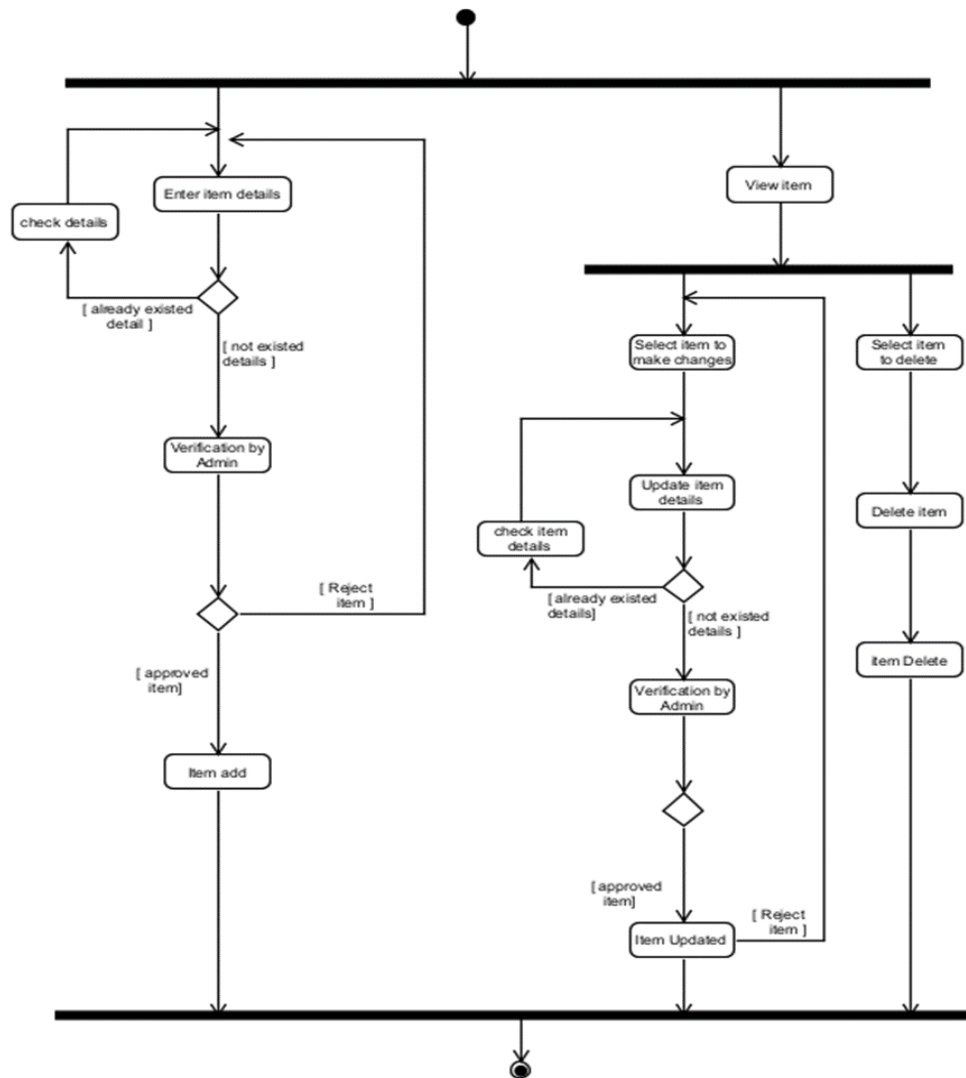 Enter item details
check details
[ already existed
detail ]
[ not existed
details ]
Verification by
Admin
[ Reject
item ]
[ approved
item]
Item add
View item
Select item to
make changes
Update item
details
check item
details
[ already existed
details]
[ not existed
details ]
Verification by
Admin
[ approved
item]
[ Reject
item ]
Item Updated
Select item
to delete
Delete item
item Delete